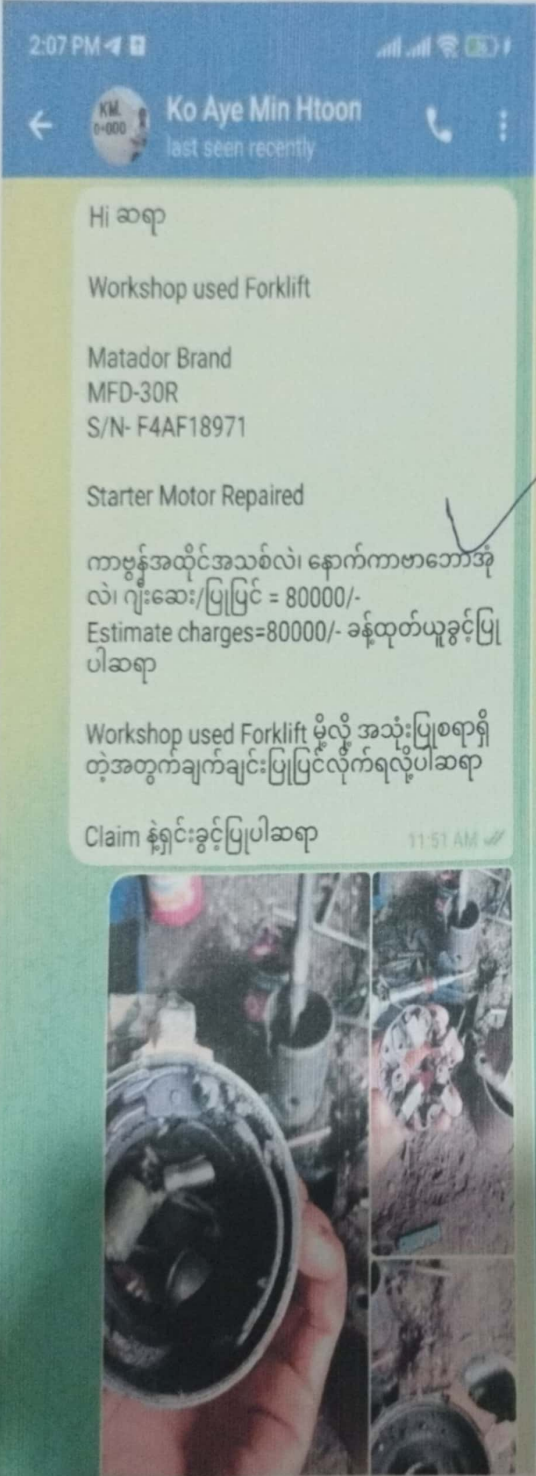 2:07 PM
Ko Aye Min Htoon
last seen recently
KM.
0+000
Hi ဆရာ
Workshop used Forklift
Matador Brand
MFD-30R
S/N- F4AF18971
Starter Motor Repaired
ကာဗွန်အထိုင်အသစ်လဲ၊ နောက်ကာဗာဘောအုံ
လဲ၊ ဂျီးဆေး/ပြုပြင် = 80000/-
Estimate charges=80000/- ခန့်ထုတ်ယူခွင့်ပြု
ပါဆရာ
Workshop used Forklift မို့လို့ အသုံးပြုစရာရှိ
တဲ့အတွက်ချက်ချင်းပြုပြင်လိုက်ရလို့ပါဆရာ
Claim နဲ့ရှင်းခွင့်ပြုပါဆရာ
11:51 AM